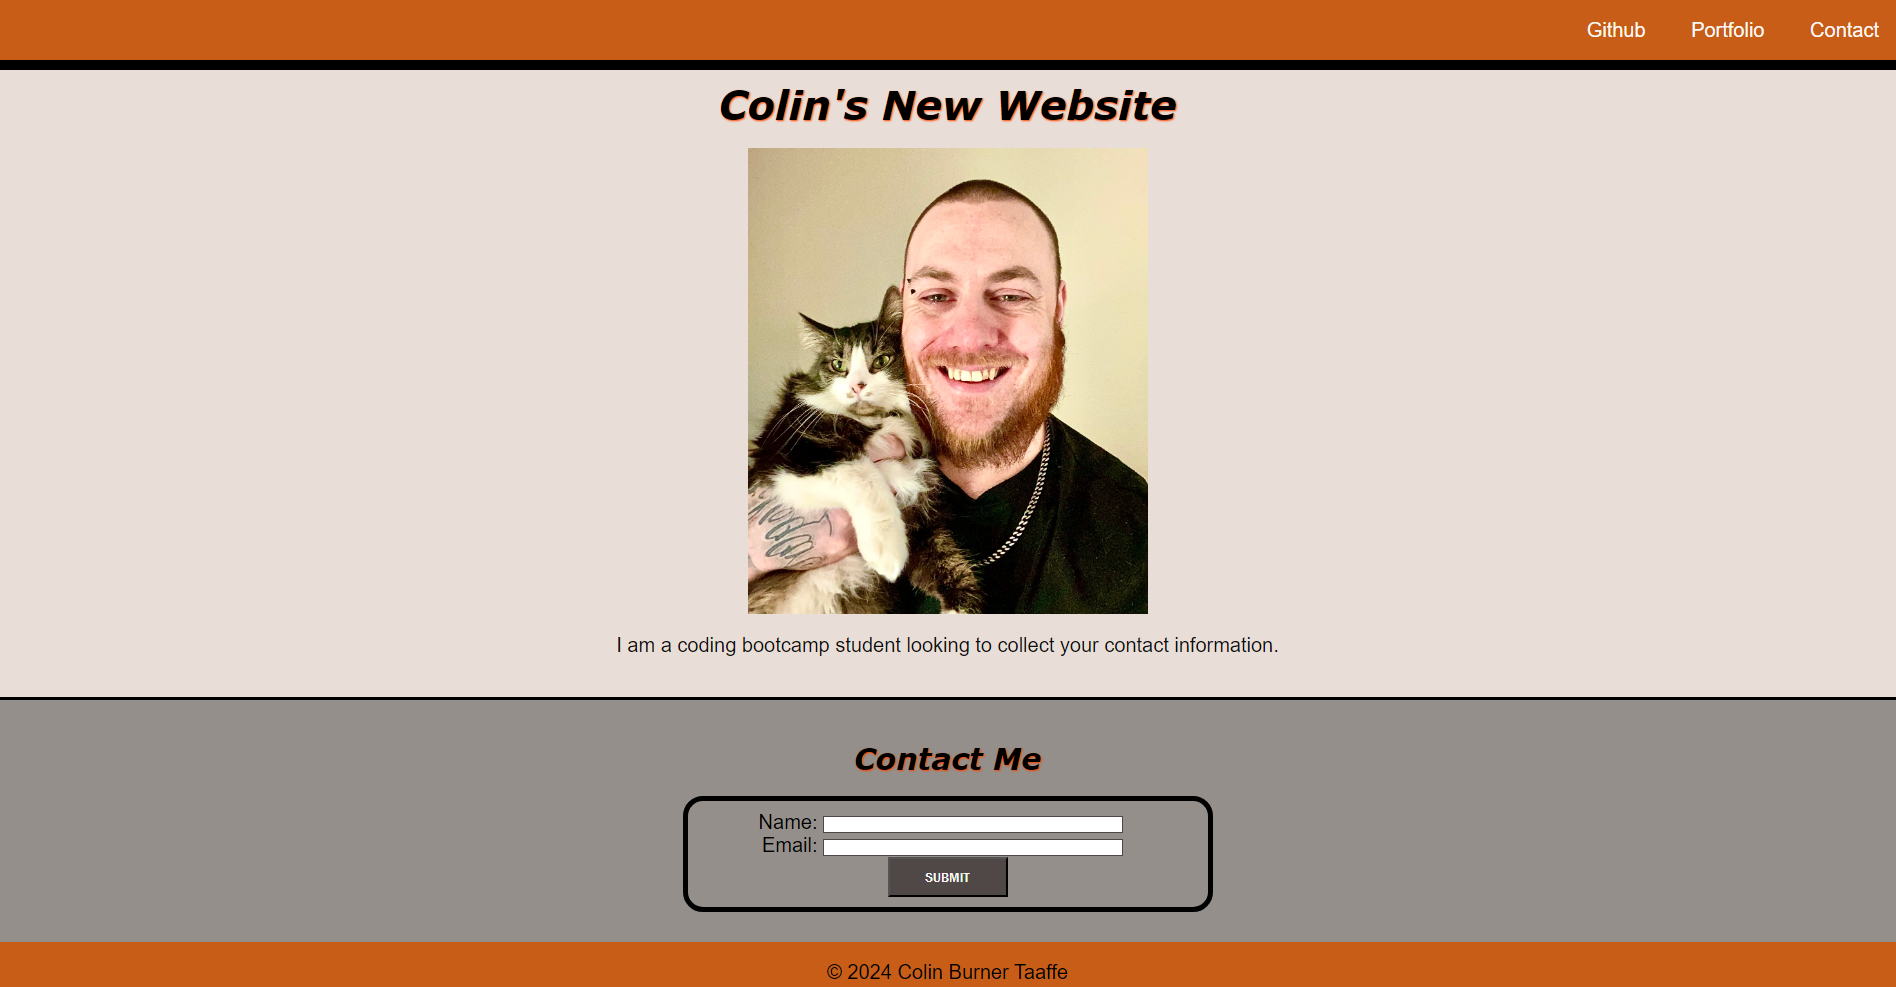 Github Portfolio Contact
Colin's New Website
I am a coding bootcamp student looking to collect your contact information.
Contact Me
Name:
Email:
SUBMIT
© 2024 Colin Burner Taaffe